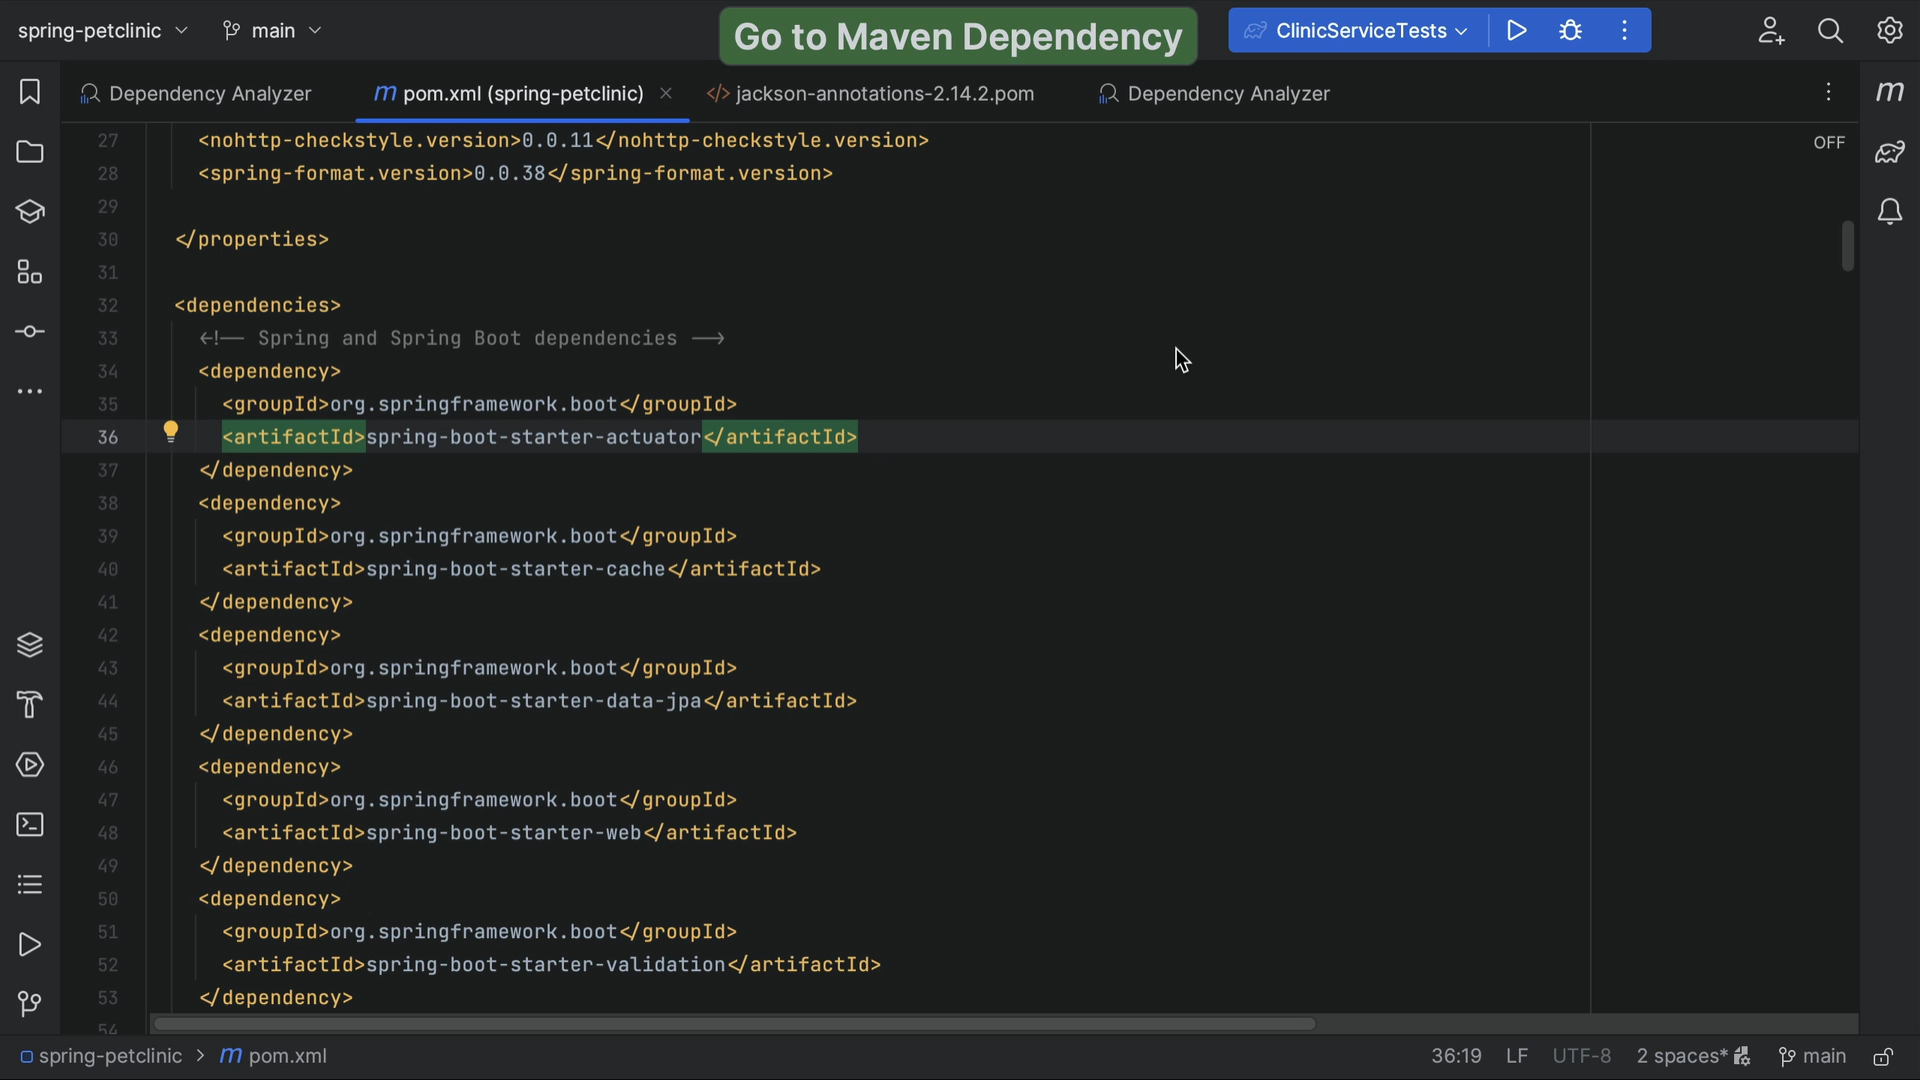 spring-petclinic main Go to Maven Dependency ClinicServiceTests
Dependency Analyzer m pom.xml (spring-petclinic) </> jackson-annotations-2.14.2.pom Dependency Analyzer m
27 <nohttp-checkstyle.version>0.0.11</nohttp-checkstyle.version> OFF
28 <spring-format.version>0.0.38</spring-format.version>
29
30 </properties>
31
32 <dependencies>
33 <!-- Spring and Spring Boot dependencies -->
34 <dependency>
35 <groupId>org.springframework.boot</groupId>
36 <artifactId>spring-boot-starter-actuator</artifactId>
37 </dependency>
38 <dependency>
39 <groupId>org.springframework.boot</groupId>
40 <artifactId>spring-boot-starter-cache</artifactId>
41 </dependency>
42 <dependency>
43 <groupId>org.springframework.boot</groupId>
44 <artifactId>spring-boot-starter-data-jpa</artifactId>
45 </dependency>
46 <dependency>
47 <groupId>org.springframework.boot</groupId>
48 <artifactId>spring-boot-starter-web</artifactId>
49 </dependency>
50 <dependency>
51 <groupId>org.springframework.boot</groupId>
52 <artifactId>spring-boot-starter-validation</artifactId>
53 </dependency>
54
spring-petclinic > m pom.xml 36:19 LF UTF-8 2 spaces* main